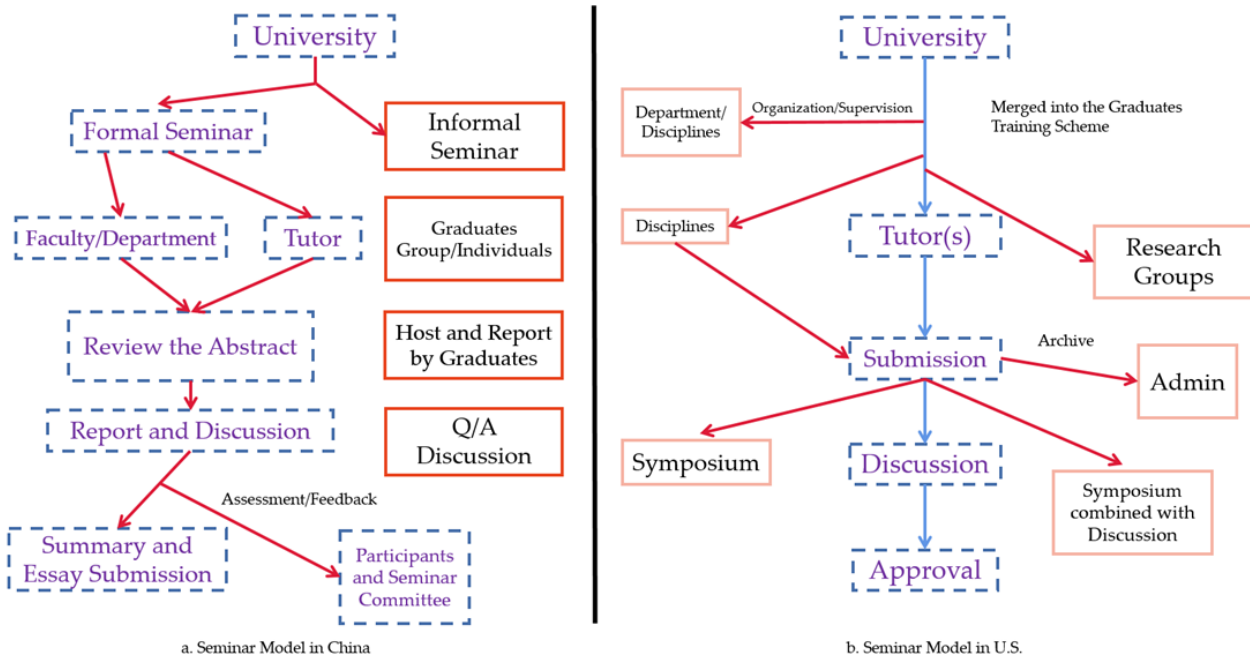 University
Formal Seminar
Informal
Seminar
Faculty/Department
Tutor
Graduates
Group/Individuals
Review the Abstract
Host and Report
by Graduates
Report and Discussion
Q/A
Discussion
Assessment/Feedback
Summary and
Essay Submission
Participants
and Seminar
Committee
a. Seminar Model in China
University
Department/
Disciplines
Organization/Supervision
Merged into the Graduates
Training Scheme
Disciplines
Tutor(s)
Research
Groups
Submission
Archive
Admin
Symposium
Discussion
Symposium
combined with
Discussion
Approval
b. Seminar Model in U.S.